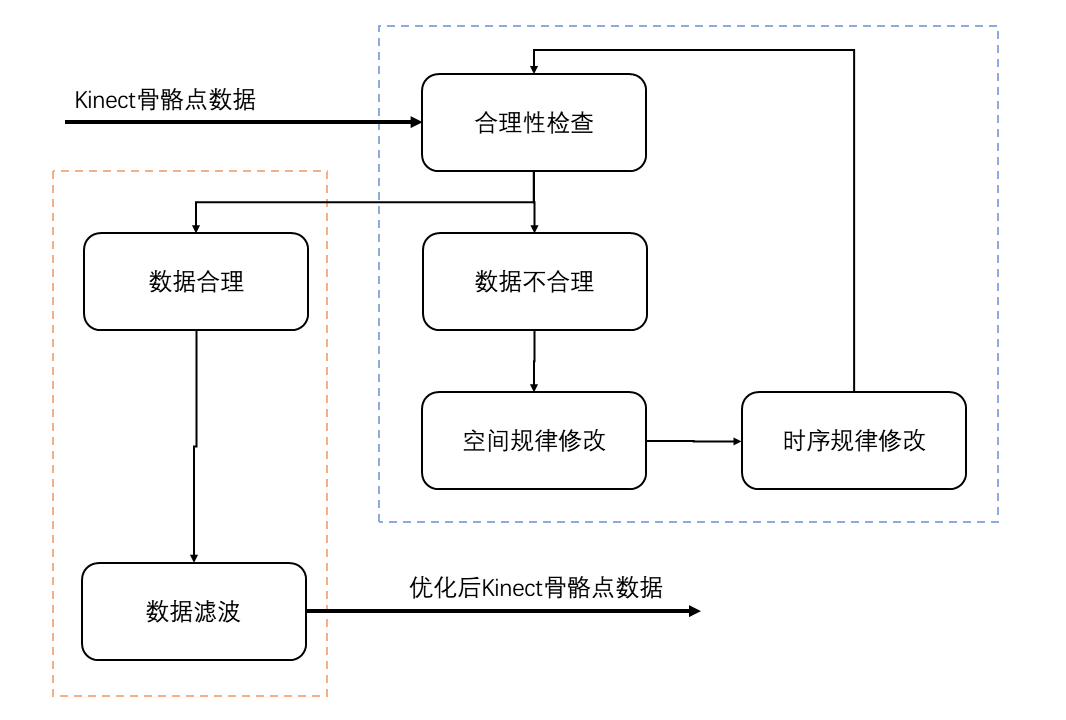 Kinect骨骼点数据
合理性检查
数据合理
数据不合理
空间规律修改
时序规律修改
优化后Kinect骨骼点数据
数据滤波